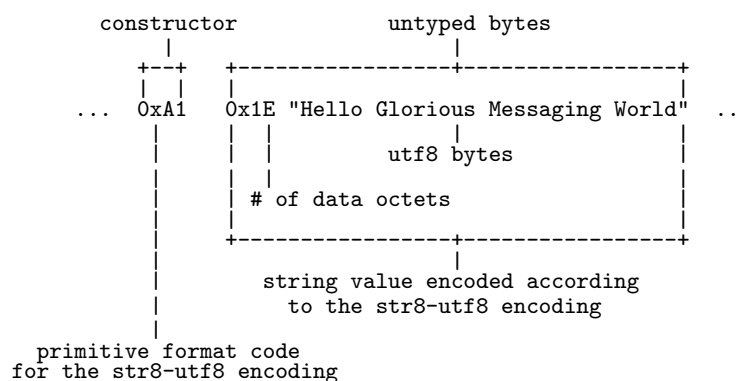 constructor untyped bytes
... 0xA1 0x1E "Hello Glorious Messaging World" ..
utf8 bytes
# of data octets
string value encoded according
to the str8-utf8 encoding
primitive format code
for the str8-utf8 encoding